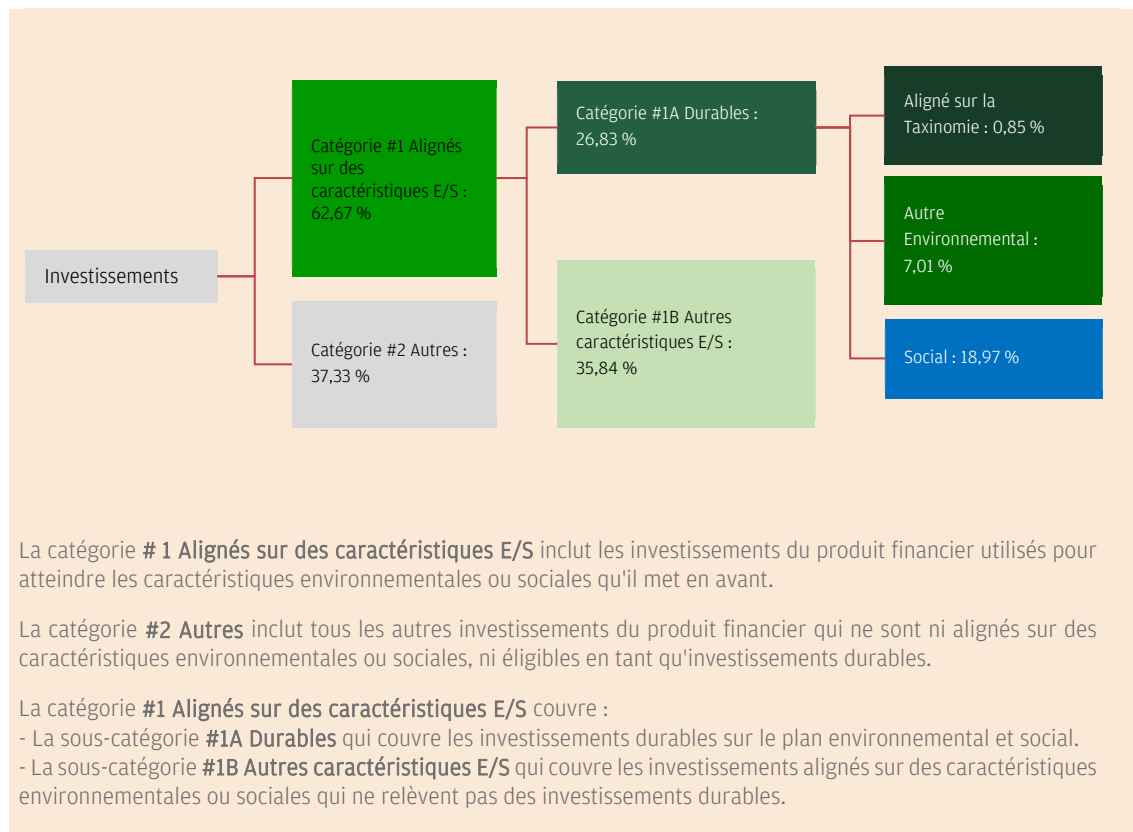 Investissements
Catégorie #1 Alignés
sur des
caractéristiques E/S :
62,67 %
Catégorie #2 Autres :
37,33 %
Catégorie #1A Durables :
26,83 %
Catégorie #1B Autres
caractéristiques E/S :
35,84 %
Aligné sur la
Taxinomie : 0,85 %
Autre
Environnemental :
7,01 %
Social : 18,97 %
La catégorie # 1 Alignés sur des caractéristiques E/S inclut les investissements du produit financier utilisés pour
atteindre les caractéristiques environnementales ou sociales qu'il met en avant.
La catégorie #2 Autres inclut tous les autres investissements du produit financier qui ne sont ni alignés sur des
caractéristiques environnementales ou sociales, ni éligibles en tant qu'investissements durables.
La catégorie #1 Alignés sur des caractéristiques E/S couvre :
- La sous-catégorie #1A Durables qui couvre les investissements durables sur le plan environnemental et social.
- La sous-catégorie #1B Autres caractéristiques E/S qui couvre les investissements alignés sur des caractéristiques
environnementales ou sociales qui ne relèvent pas des investissements durables.